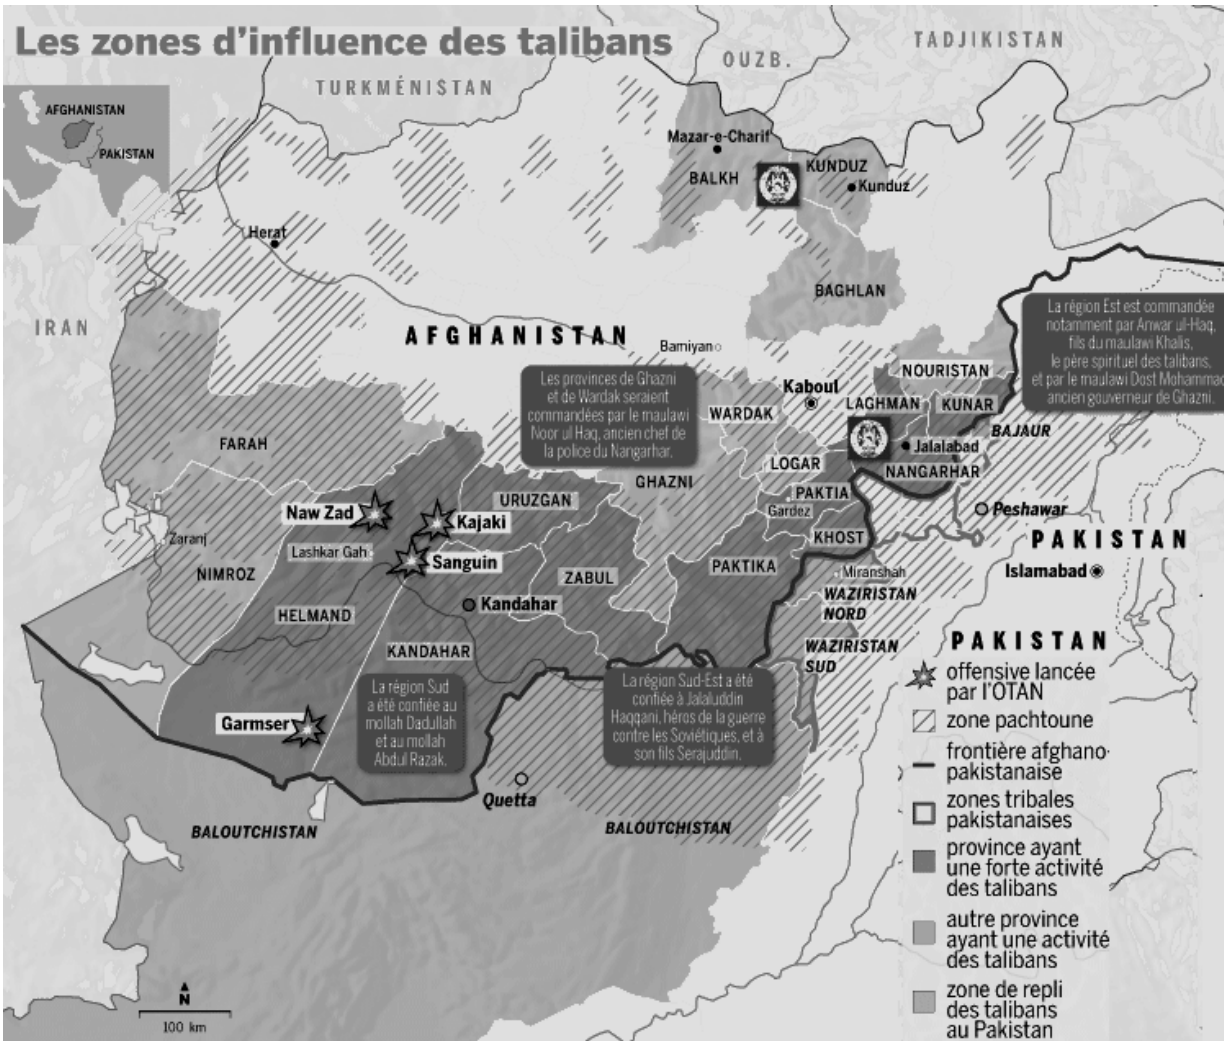 Les zones d'influence des talibans
TADJIKISTAN
OUZB.
TURKMÉNISTAN
AFGHANISTAN
PAKISTAN
Mazar-e-Charif
BALKH
KUNDUZ
Kunduz
Herat
BAGHLAN
IRAN
AFGHANISTAN
Bamiyan
La région Est est commandée
notamment par Anwar ul-Haq,
fils du maulawi Khalis,
le père spirituel des talibans,
et par le maulawi Dost Mohammad
ancien gouverneur de Ghazni.
Les provinces de Ghazni
et de Wardak seraient
commandées par le maulawi
Noor ul Haq, ancien chef de
la police du Nangarhar.
Kaboul
NOURISTAN
WARDAK
LAGHMAN
KUNAR
BAJAUR
FARAH
LOGAR
Jalalabad
NANGARHAR
GHAZNI
PAKTIA
Gardez
URUZGAN
Naw Zad
Kajaki
Peshawar
KHOST
PAKISTAN
Zaranj
Lashkar Gah
Sanguin
NIMROZ
ZABUL
PAKTIKA
Miranshah
Islamabad
WAZIRISTAN
NORD
HELMAND
Kandahar
KANDAHAR
WAZIRISTAN
SUD
La région Sud
a été confiée au
mollah Dadullah
et au mollah
Abdul Razak.
La région Sud-Est a été
confiée à Jalaluddin
Haqqani, héros de la guerre
contre les Soviétiques, et à
son fils Serajuddin.
Garmser
Quetta
BALOUTCHISTAN
BALOUTCHISTAN
PAKISTAN
offensive lancée
par l'OTAN
zone pachtoune
frontière afghano-
pakistanaise
zones tribales
pakistanaises
province ayant
une forte activité
des talibans
autre province
ayant une activité
des talibans
zone de repli
des talibans
au Pakistan
N
100 km